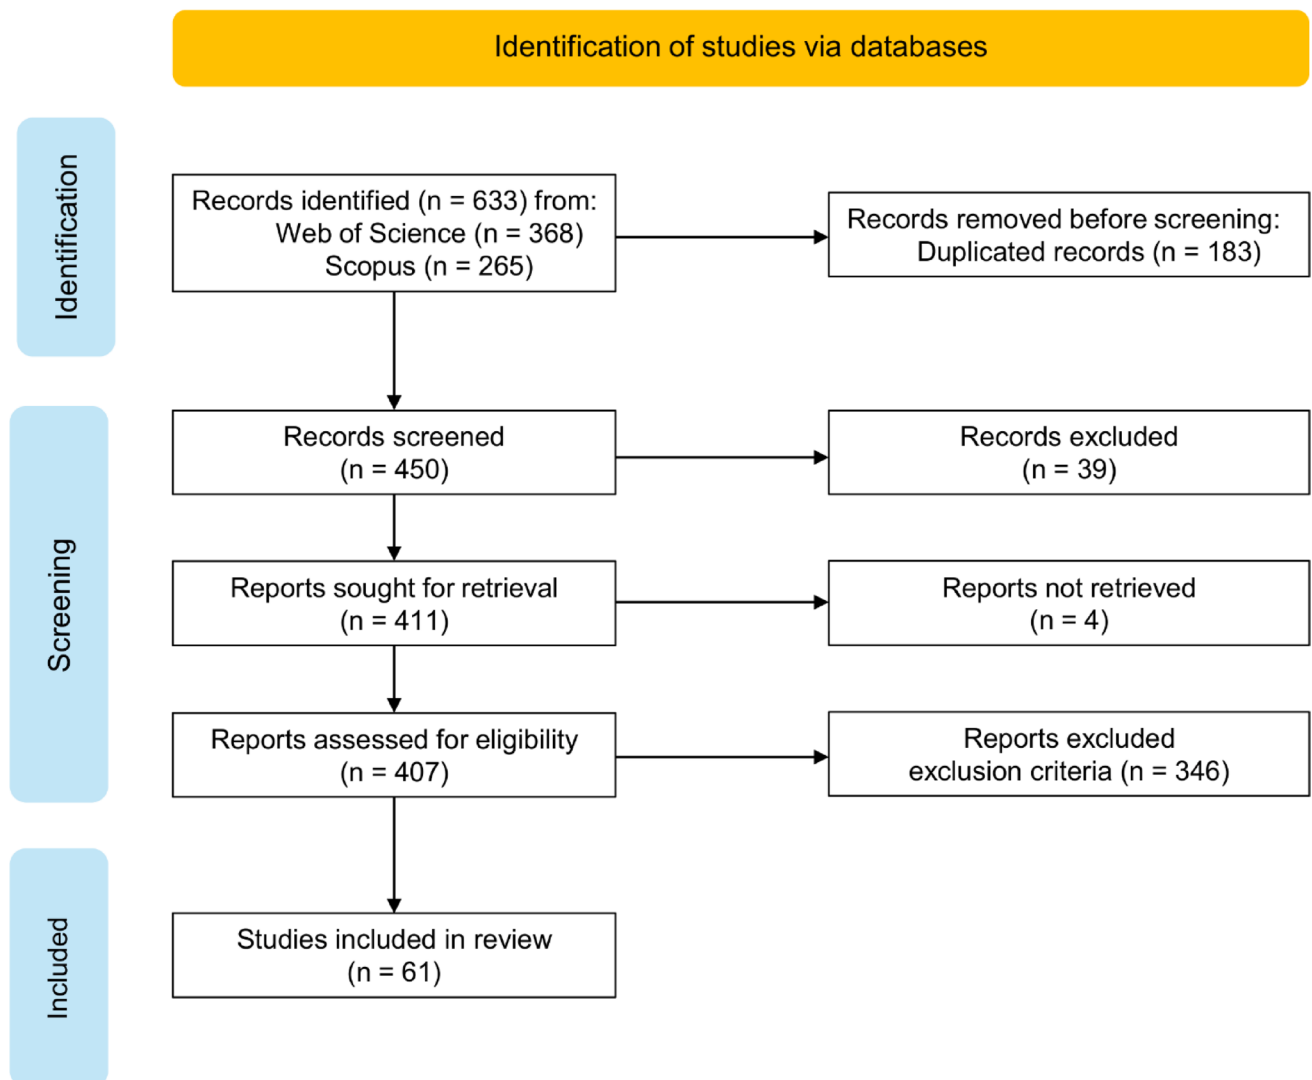 Identification of studies via databases
Identification
Records identified (n = 633) from:
Web of Science (n = 368)
Scopus (n = 265)
Records removed before screening:
Duplicated records (n = 183)
Screening
Records screened
(n = 450)
Records excluded
(n = 39)
Reports sought for retrieval
(n = 411)
Reports not retrieved
(n = 4)
Reports assessed for eligibility
(n = 407)
Reports excluded
exclusion criteria (n = 346)
Included
Studies included in review
(n = 61)